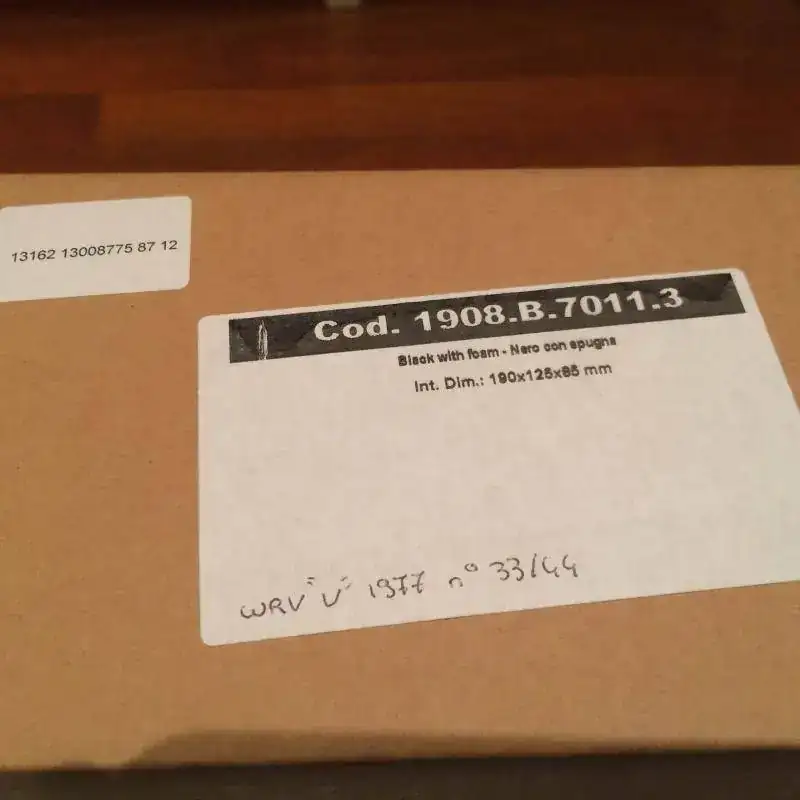 13162 13008775 87 12
Cod. 1908.B.7011.3
Black with foam - Nero con spugna
Int. Dim.: 190x125x85 mm
WRV "V" 1977 n° 33/44